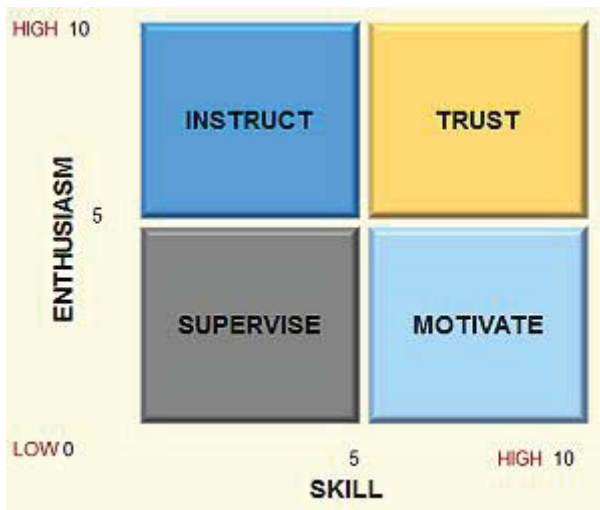 HIGH 10
INSTRUCT TRUST
ENTHUSIASM
5
SUPERVISE MOTIVATE
LOW 0
5 HIGH 10
SKILL